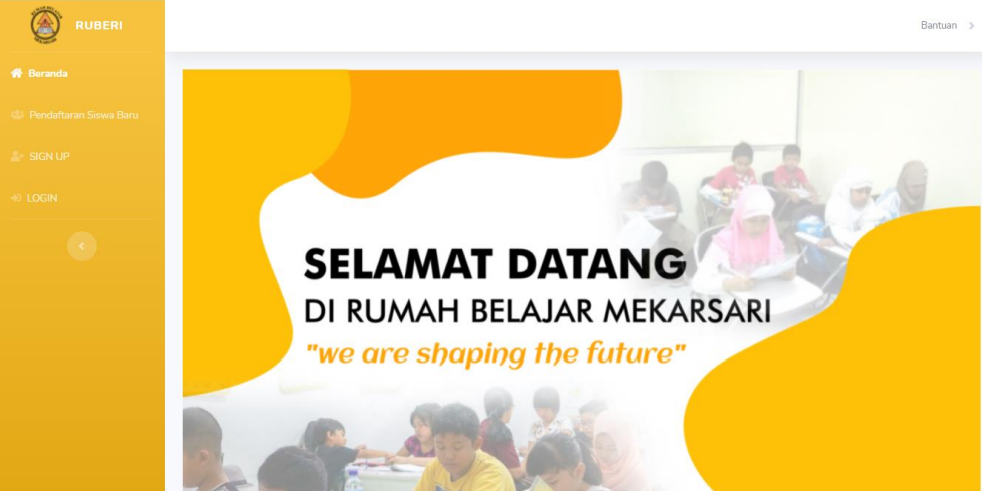 RUBERI
Bantuan
Beranda
Pendaftaran Siswa Baru
SIGN UP
LOGIN
SELAMAT DATANG
DI RUMAH BELAJAR MEKARSARI
"we are shaping the future"